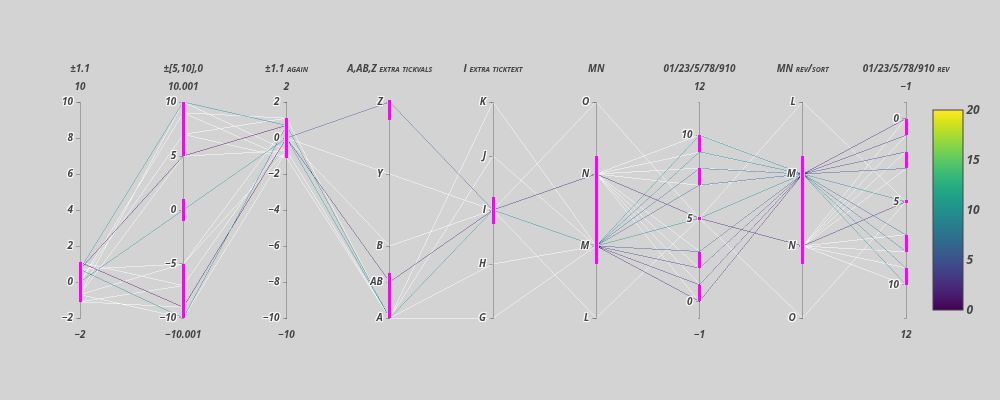 ±1.1 ±[5,10],0 ±1.1 AGAIN A,AB,Z EXTRA TICKVALS I EXTRA TICKTEXT MN 01/23/5/78/910 MN REV/SORT 01/23/5/78/910 REV
10 10.001 2 12 −1
10 10 2 Z K O L 20
8 0
10
6 5 0 Y J N M 15
−2
4 0 −4 I 5 5 10
2 B M N
−6
0 −5 AB H 5
−8 0 10
−2 −10 −10 A G L O 0
−2 −10.001 −10 −1 12